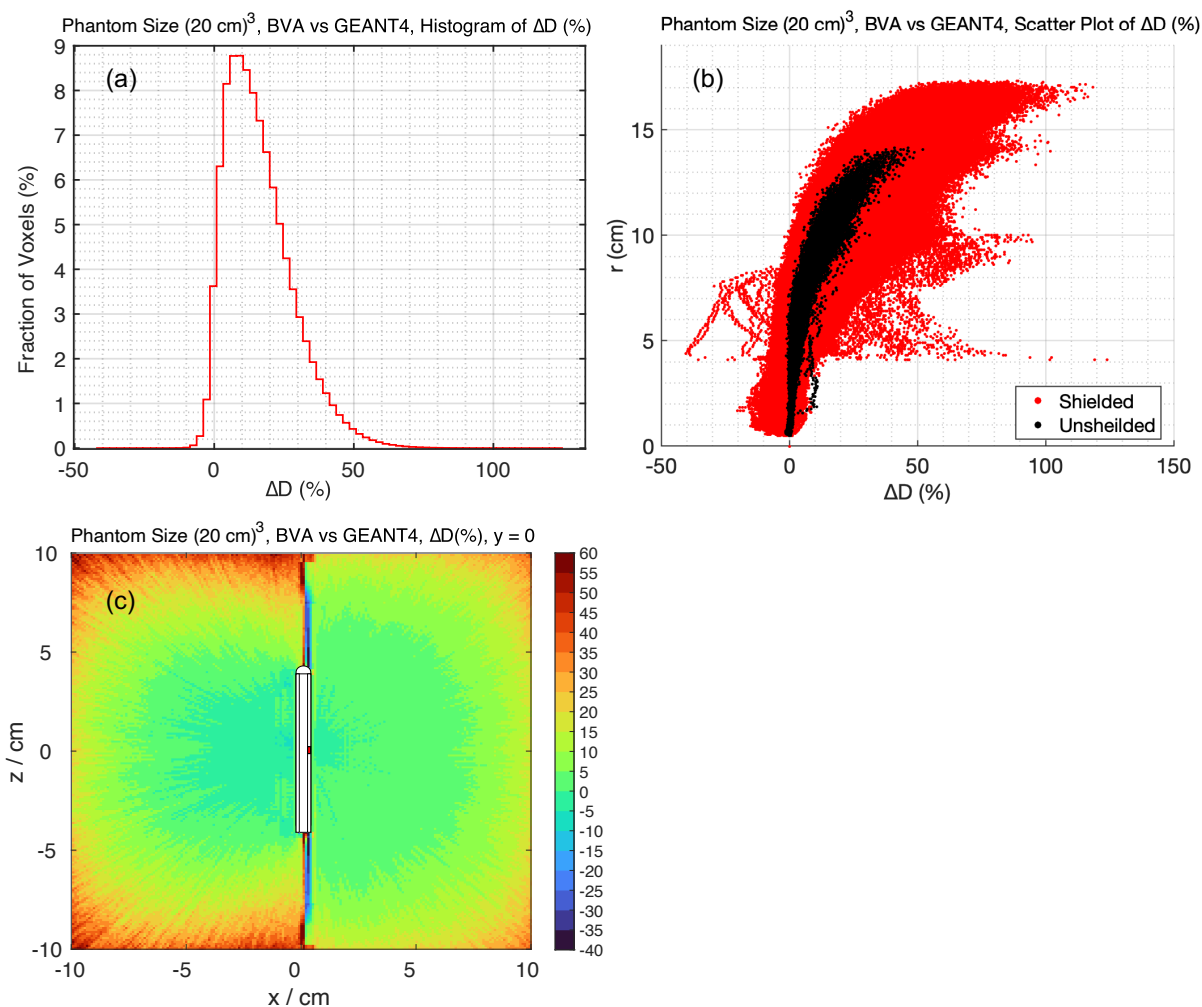 Phantom Size (20 cm)³, BVA vs GEANT4, Histogram of ΔD (%)
(a)
Fraction of Voxels (%)
9
8
7
6
5
4
3
2
1
0
-50 0 50 100
ΔD (%)
Phantom Size (20 cm)³, BVA vs GEANT4, Scatter Plot of ΔD (%)
(b)
r (cm)
15
10
5
0
Shielded
Unsheilded
-50 0 50 100 150
ΔD (%)
Phantom Size (20 cm)³, BVA vs GEANT4, ΔD(%), y = 0
(c)
z / cm
10
5
0
-5
-10
-10 -5 0 5 10
x / cm
60
55
50
45
40
35
30
25
20
15
10
5
0
-5
-10
-15
-20
-25
-30
-35
-40